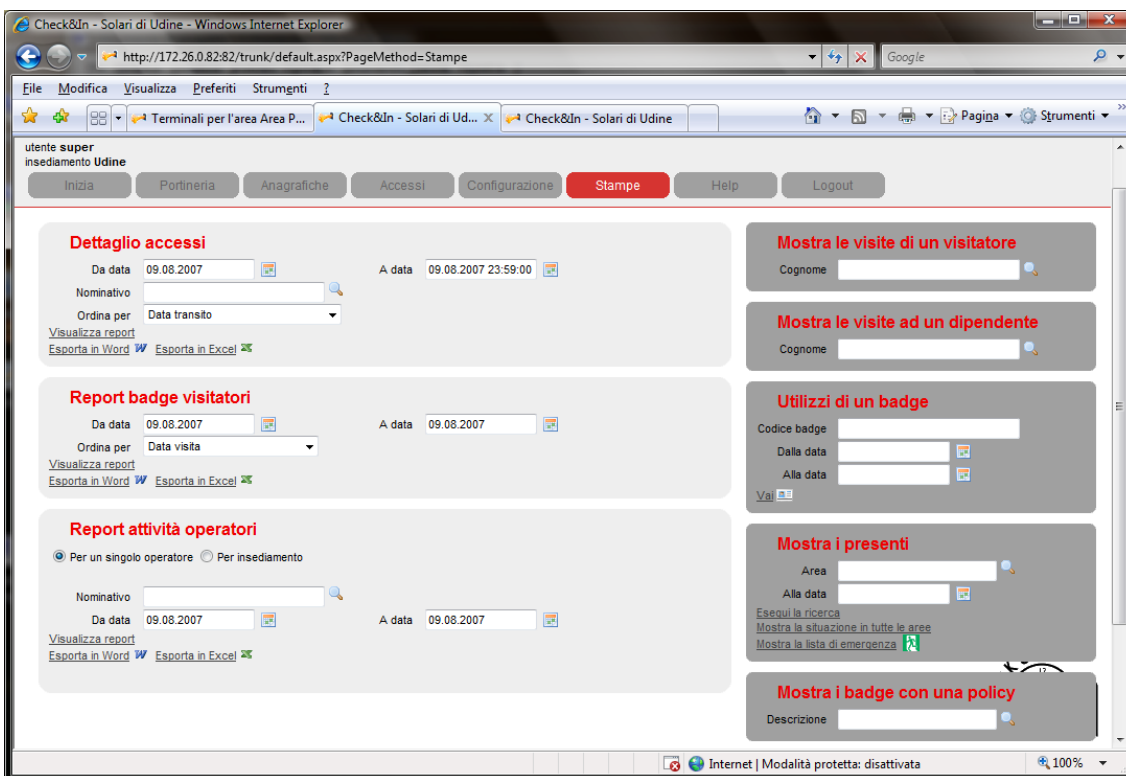 Check&In - Solari di Udine - Windows Internet Explorer
http://172.26.0.82:82/trunk/default.aspx?PageMethod=Stampe
Google
File Modifica Visualizza Preferiti Strumenti ?
Terminali per l'area Area P... Check&In - Solari di Ud... X Check&In - Solari di Udine Pagina Strumenti
utente super
insediamento Udine
Inizia Portineria Anagrafiche Accessi Configurazione Stampe Help Logout
Dettaglio accessi
Da data 09.08.2007 A data 09.08.2007 23:59:00
Nominativo
Ordina per Data transito
Visualizza report
Esporta in Word Esporta in Excel
Report badge visitatori
Da data 09.08.2007 A data 09.08.2007
Ordina per Data visita
Visualizza report
Esporta in Word Esporta in Excel
Report attività operatori
Per un singolo operatore Per insediamento
Nominativo
Da data 09.08.2007 A data 09.08.2007
Visualizza report
Esporta in Word Esporta in Excel
Mostra le visite di un visitatore
Cognome
Mostra le visite ad un dipendente
Cognome
Utilizzi di un badge
Codice badge
Dalla data
Alla data
Vai
Mostra i presenti
Area
Alla data
Esegui la ricerca
Mostra la situazione in tutte le aree
Mostra la lista di emergenza
12
Mostra i badge con una policy
Descrizione
Internet | Modalità protetta: disattivata 100%